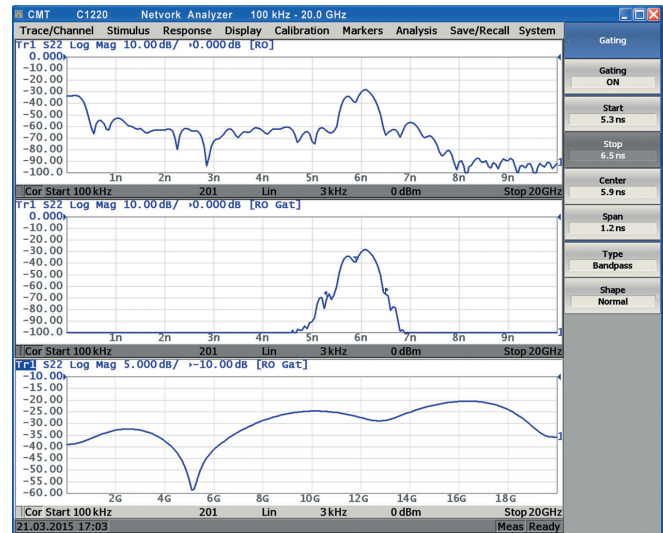 CMT C1220 Network Analyzer 100 kHz - 20.0 GHz
Trace/Channel Stimulus Response Display Calibration Markers Analysis Save/Recall System
Tr1 S22 Log Mag 10.00dB/ 0.000dB [RO]
0.000
-10.00
-20.00
-30.00
-40.00
-50.00
-60.00
-70.00
-80.00
-90.00
-100.0
1n 2n 3n 4n 5n 6n 7n 8n 9n
1
Cor Start 100 kHz 201 Lin 3 kHz 0 dBm Stop 20GHz
Tr1 S22 Log Mag 10.00dB/ 0.000dB [RO Gat]
0.000
-10.00
-20.00
-30.00
-40.00
-50.00
-60.00
-70.00
-80.00
-90.00
-100.0
1n 2n 3n 4n 5n 6n 7n 8n 9n
1
Cor Start 100 kHz 201 Lin 3 kHz 0 dBm Stop 20GHz
Tr1 S22 Log Mag 5.000dB/ -10.00dB [RO Gat]
-10.00
-15.00
-20.00
-25.00
-30.00
-35.00
-40.00
-45.00
-50.00
-55.00
-60.00
2G 4G 6G 8G 10G 12G 14G 16G 18G
1
Cor Start 100 kHz 201 Lin 3 kHz 0 dBm Stop 20GHz
21.03.2015 17:03 Meas Ready
Gating
Gating
ON
Start
5.3 ns
Stop
6.5 ns
Center
5.9 ns
Span
1.2 ns
Type
Bandpass
Shape
Normal